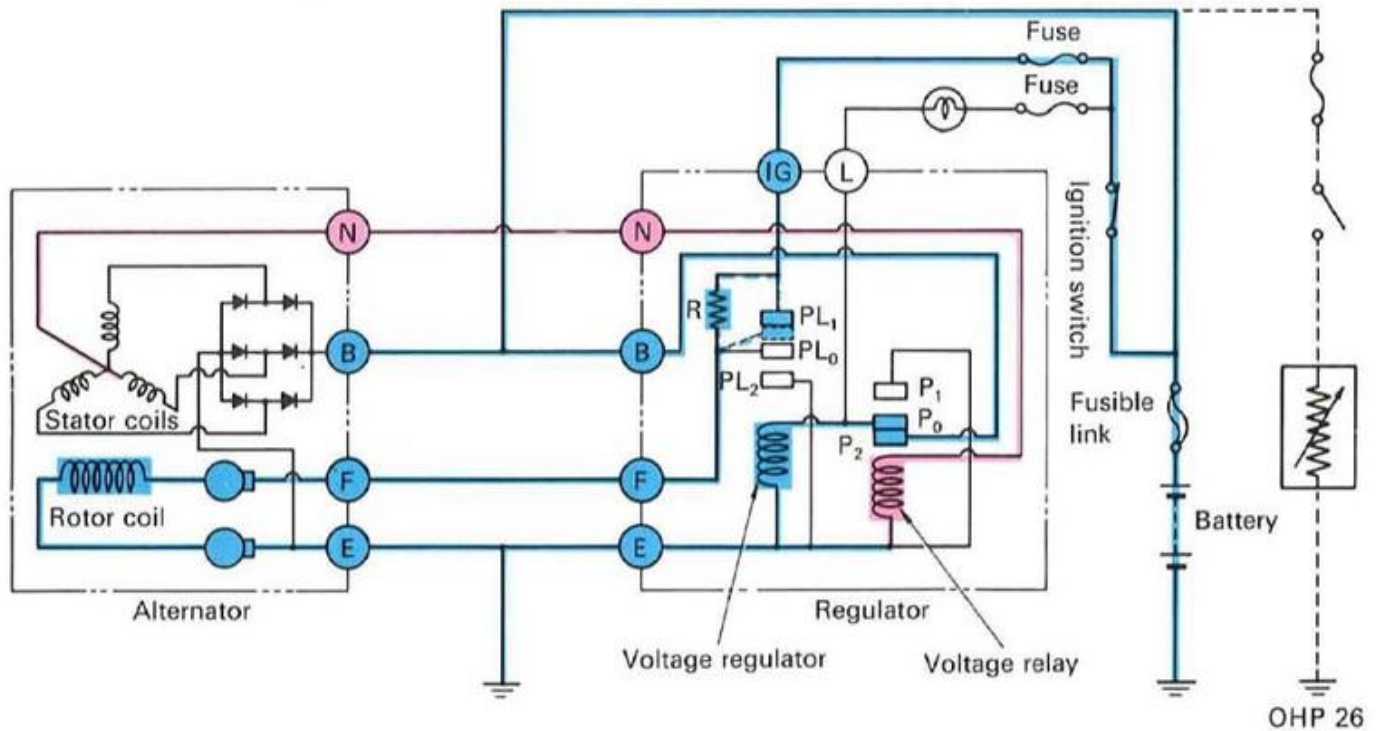 Fuse
Fuse
IG
L
Ignition switch
N
N
R
PL₁
B
B
PL₀
PL₂
P₁
P₀
P₂
Stator coils
Fusible link
Rotor coil
F
F
Battery
E
E
Alternator
Regulator
Voltage regulator
Voltage relay
OHP 26